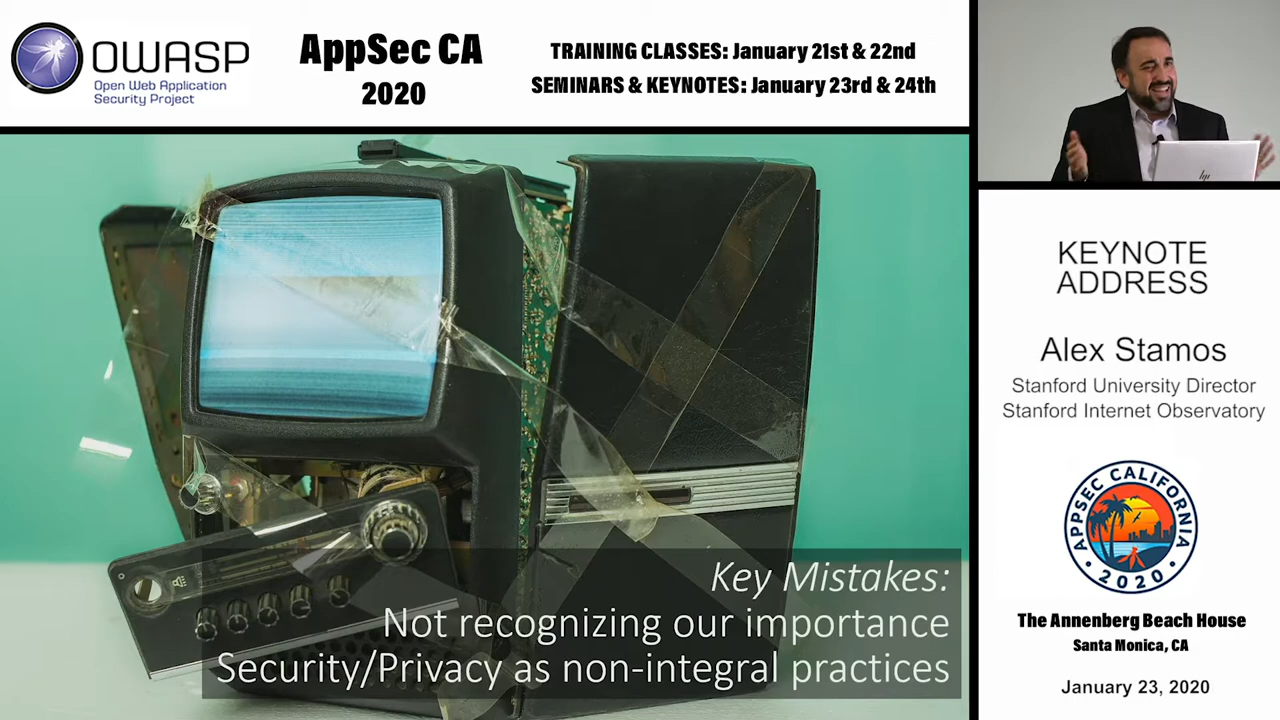 OWASP
Open Web Application
Security Project
AppSec CA
2020
TRAINING CLASSES: January 21st & 22nd
SEMINARS & KEYNOTES: January 23rd & 24th
hp
Key Mistakes:
Not recognizing our importance
Security/Privacy as non-integral practices
KEYNOTE
ADDRESS
Alex Stamos
Stanford University Director
Stanford Internet Observatory
APPSEC CALIFORNIA
• 2020 •
The Annenberg Beach House
Santa Monica, CA
January 23, 2020